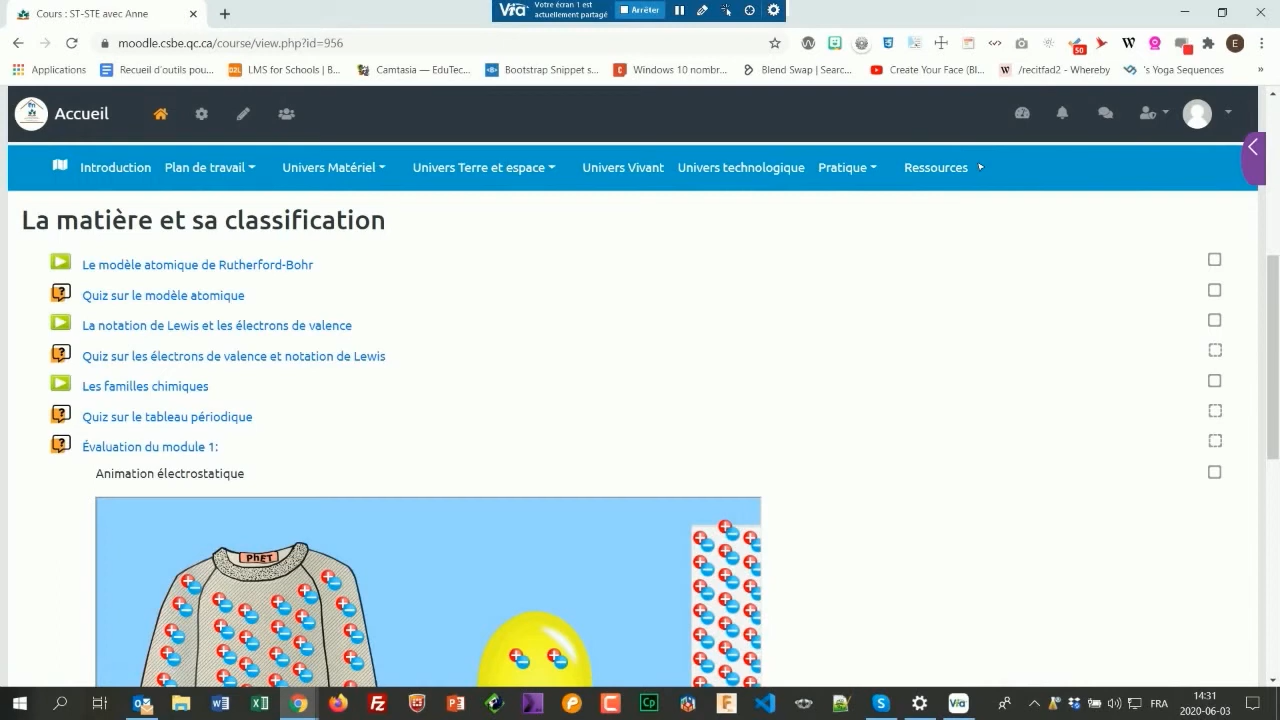 Cours : ST-STE avec Anne
Via
Votre écran 1 est
actuellement partagé
Arrêter
moodle.csbe.qc.ca/course/view.php?id=956
50
W
E
Applications
Recueil d'outils pou...
D2L
LMS for Schools | B...
Camtasia — EduTec...
Bootstrap Snippet s...
Windows 10 nombr...
Blend Swap | Searc...
Create Your Face (Bl...
/recitfad2 - Whereby
's Yoga Sequences
»
Accueil
Introduction
Plan de travail
Univers Matériel
Univers Terre et espace
Univers Vivant
Univers technologique
Pratique
Ressources
La matière et sa classification
Le modèle atomique de Rutherford-Bohr
Quiz sur le modèle atomique
La notation de Lewis et les électrons de valence
Quiz sur les électrons de valence et notation de Lewis
Les familles chimiques
Quiz sur le tableau périodique
Évaluation du module 1:
Animation électrostatique
PhET
FRA
14:31
2020-06-03